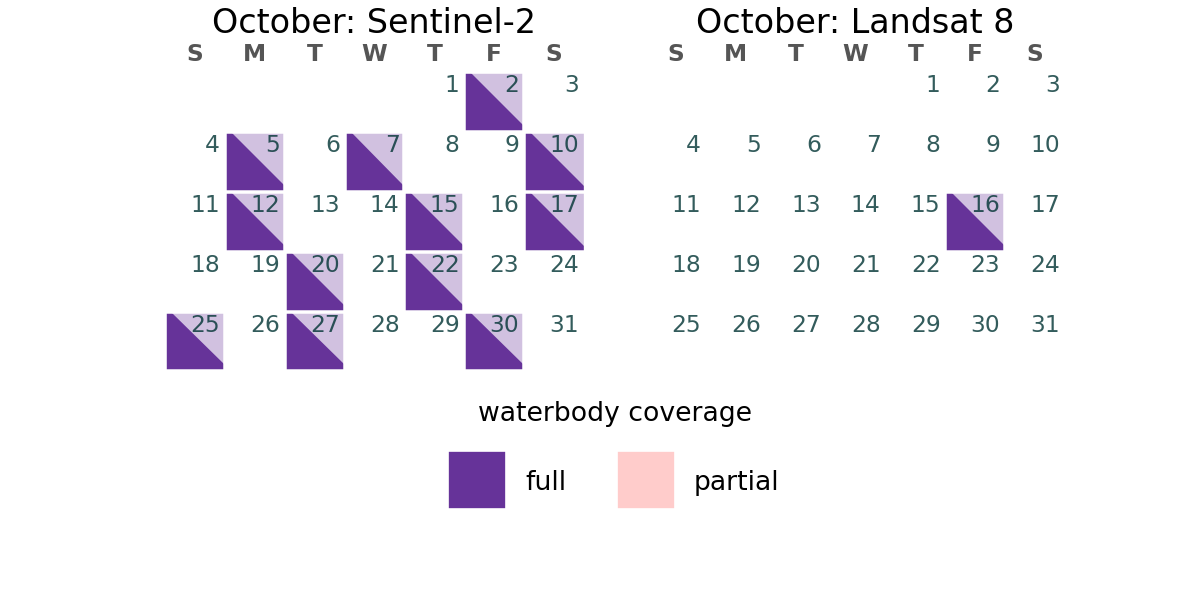 October: Sentinel-2
S M T W T F S
1 2 3
4 5 6 7 8 9 10
11 12 13 14 15 16 17
18 19 20 21 22 23 24
25 26 27 28 29 30 31
October: Landsat 8
S M T W T F S
1 2 3
4 5 6 7 8 9 10
11 12 13 14 15 16 17
18 19 20 21 22 23 24
25 26 27 28 29 30 31
waterbody coverage
full partial